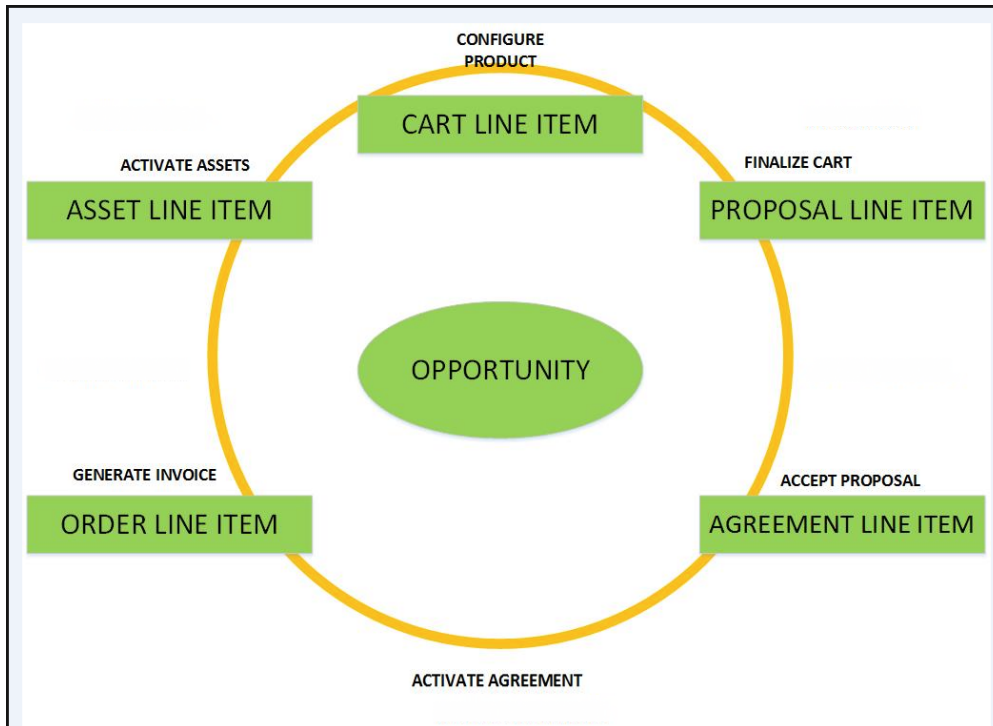 CONFIGURE
PRODUCT
CART LINE ITEM
ACTIVATE ASSETS
FINALIZE CART
ASSET LINE ITEM
PROPOSAL LINE ITEM
OPPORTUNITY
GENERATE INVOICE
ACCEPT PROPOSAL
ORDER LINE ITEM
AGREEMENT LINE ITEM
ACTIVATE AGREEMENT